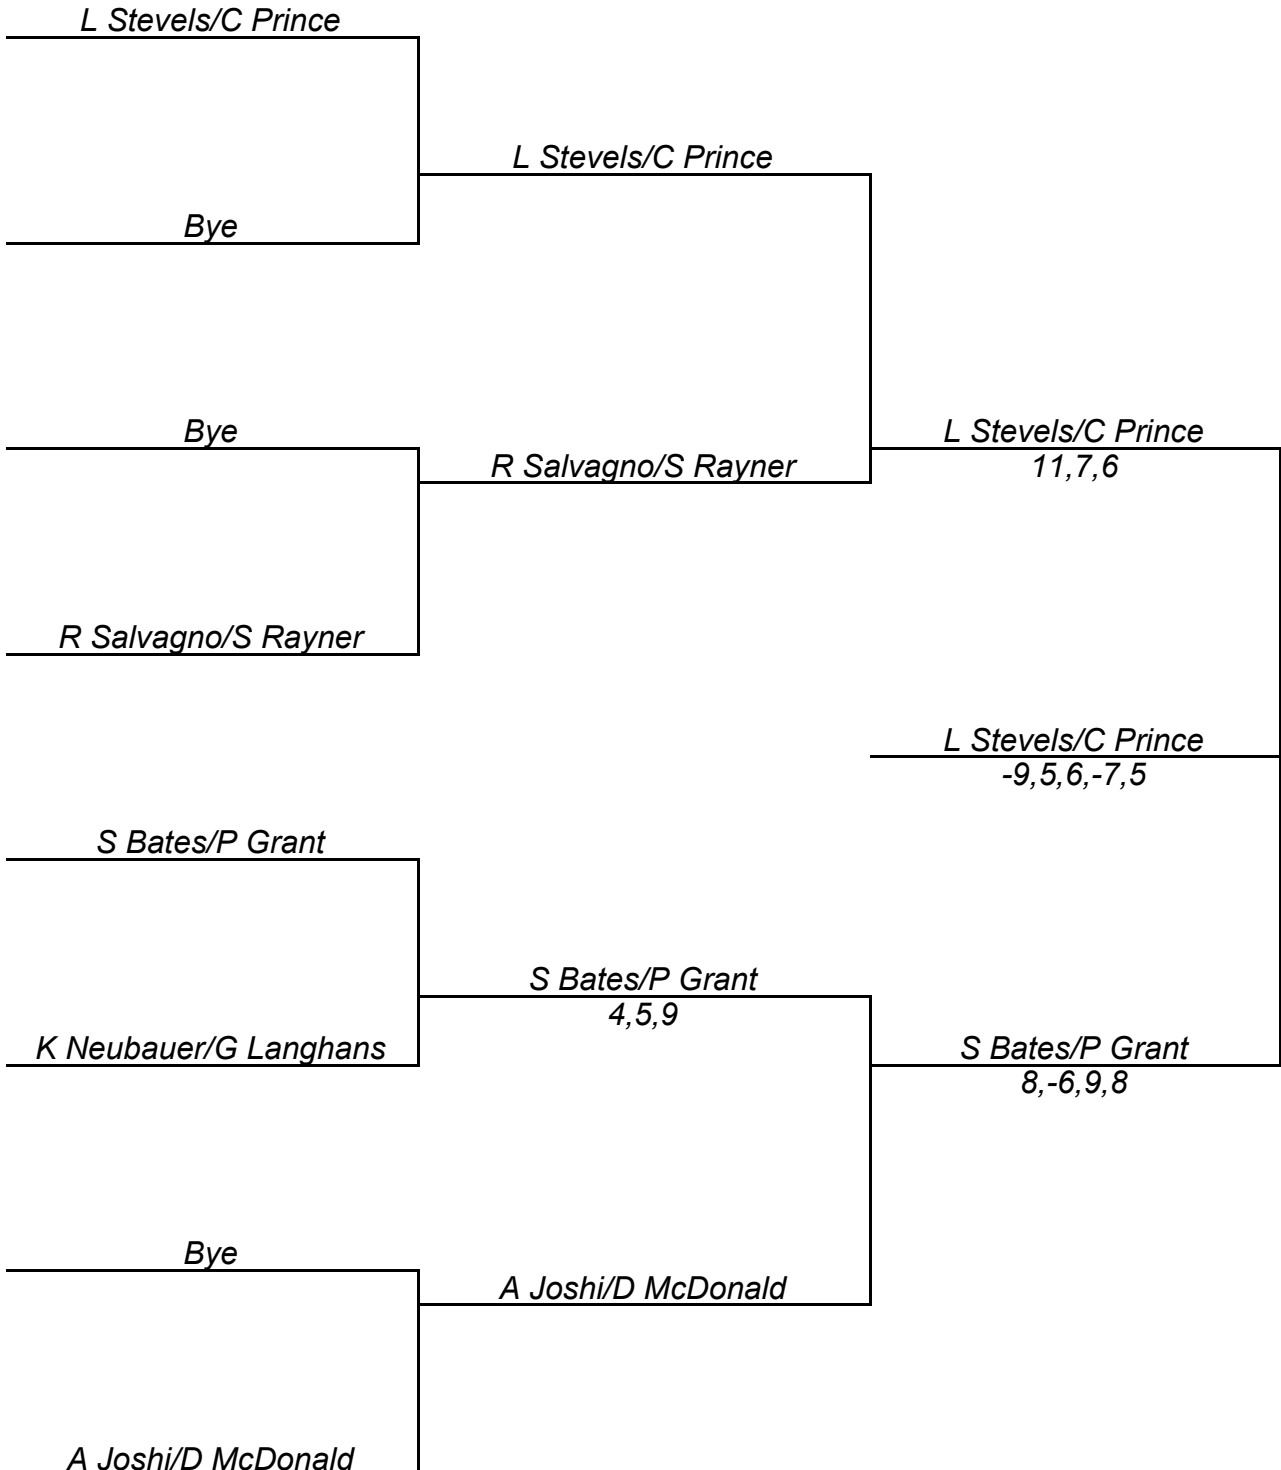 L Stevels/C Prince
L Stevels/C Prince
Bye
Bye
L Stevels/C Prince
R Salvagno/S Rayner
11,7,6
R Salvagno/S Rayner
L Stevels/C Prince
-9,5,6,-7,5
S Bates/P Grant
S Bates/P Grant
4,5,9
K Neubauer/G Langhans
S Bates/P Grant
8,-6,9,8
Bye
A Joshi/D McDonald
A Joshi/D McDonald